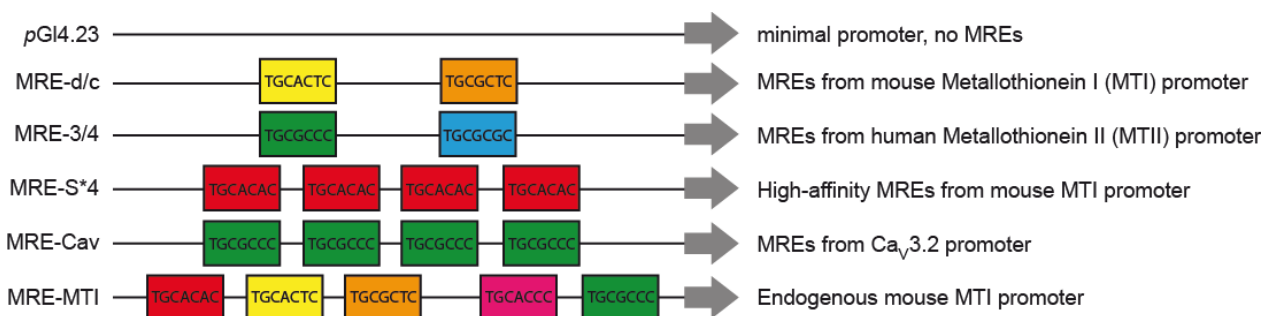 pGl4.23 minimal promoter, no MREs
MRE-d/c TGCACTC TGCGCTC MREs from mouse Metallothionein I (MTI) promoter
MRE-3/4 TGCGCCC TGCGCGC MREs from human Metallothionein II (MTII) promoter
MRE-S*4 TGCACAC TGCACAC TGCACAC TGCACAC High-affinity MREs from mouse MTI promoter
MRE-Cav TGCGCCC TGCGCCC TGCGCCC TGCGCCC MREs from CaV3.2 promoter
MRE-MTI TGCACAC TGCACTC TGCGCTC TGCACCC TGCGCCC Endogenous mouse MTI promoter